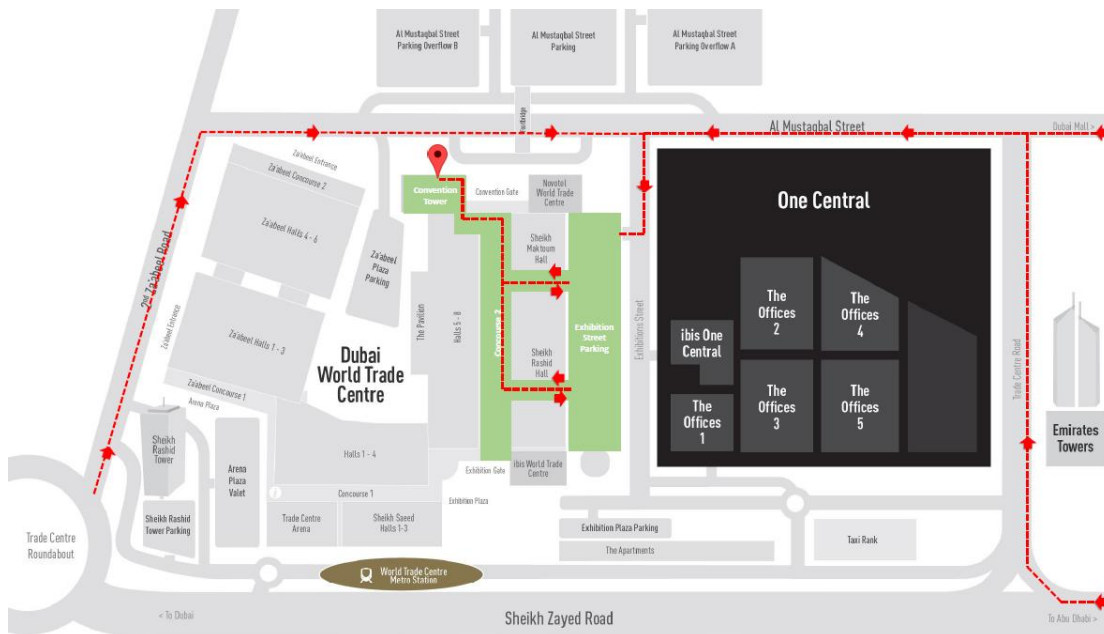 Al Mustaqbal Street
Parking Overflow B
Al Mustaqbal Street
Parking
Al Mustaqbal Street
Parking Overflow A
Footbridge
Al Mustaqbal Street
Dubai Mall >
2nd Za'abeel Road
Za'abeel Entrance
Za'abeel Concourse 2
Za'abeel Halls 4 - 6
Za'abeel
Plaza
Parking
Convention
Tower
Convention Gate
Novotel
World Trade
Centre
One Central
Sheikh
Maktoum
Hall
Za'abeel Entrance
Za'abeel Halls 1 - 3
The Pavilion
Halls 5 - 8
Concourse 2
Exhibition
Street
Parking
Exhibitions Street
The
Offices
2
The
Offices
4
ibis One
Central
Trade Centre Road
Dubai
World Trade
Centre
Sheikh
Rashid
Hall
Za'abeel Concourse 1
Arena Plaza
The
Offices
1
The
Offices
3
The
Offices
5
Emirates
Towers
Sheikh
Rashid
Tower
Arena
Plaza
Valet
Halls 1 - 4
Exhibition Gate
ibis World Trade
Centre
Concourse 1
Exhibition Plaza
i
Sheikh Rashid
Tower Parking
Trade Centre
Arena
Sheikh Saeed
Halls 1-3
Exhibition Plaza Parking
The Apartments
Taxi Rank
Trade Centre
Roundabout
World Trade Centre
Metro Station
< To Dubai
Sheikh Zayed Road
To Abu Dhabi >